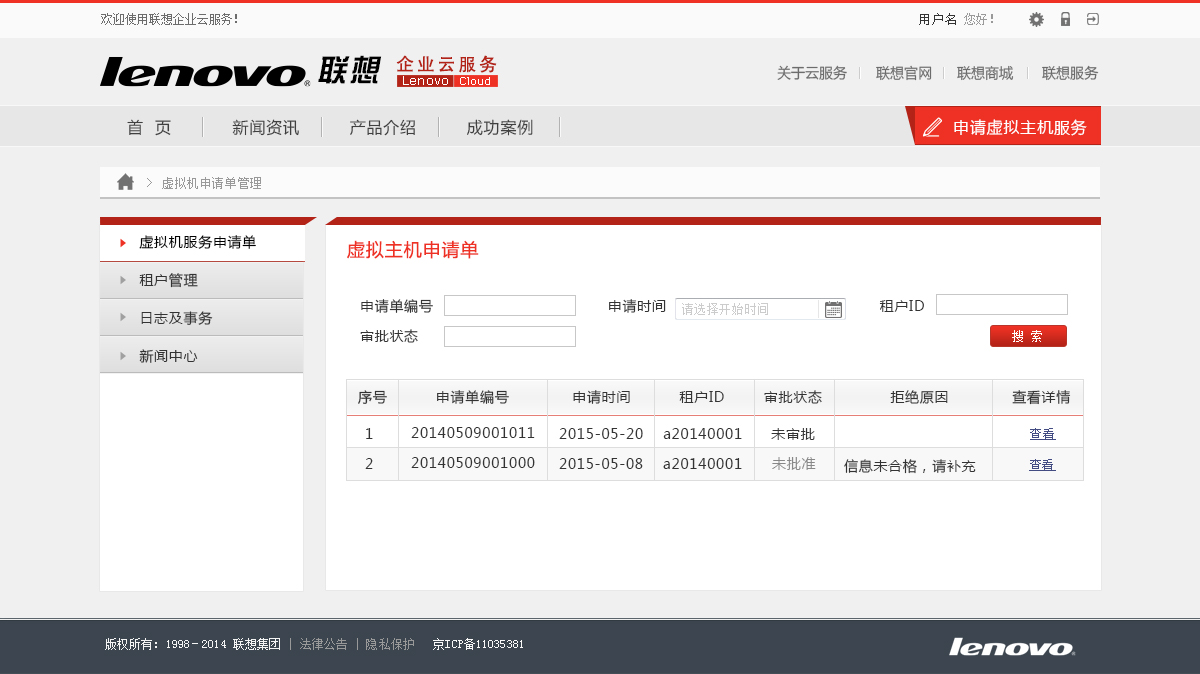 欢迎使用联想企业云服务! 用户名 您好!
lenovo 联想 企业云服务
Lenovo Cloud
关于云服务 联想官网 联想商城 联想服务
首 页 新闻资讯 产品介绍 成功案例 申请虚拟主机服务
虚拟机申请单管理
虚拟机服务申请单
租户管理
日志及事务
新闻中心
虚拟主机申请单
申请单编号 申请时间 请选择开始时间 租户ID
审批状态 搜 索
序号 申请单编号 申请时间 租户ID 审批状态 拒绝原因 查看详情
1 20140509001011 2015-05-20 a20140001 未审批 查看
2 20140509001000 2015-05-08 a20140001 未批准 信息未合格，请补充 查看
版权所有: 1998-2014 联想集团 | 法律公告 | 隐私保护 京ICP备11035381
lenovo